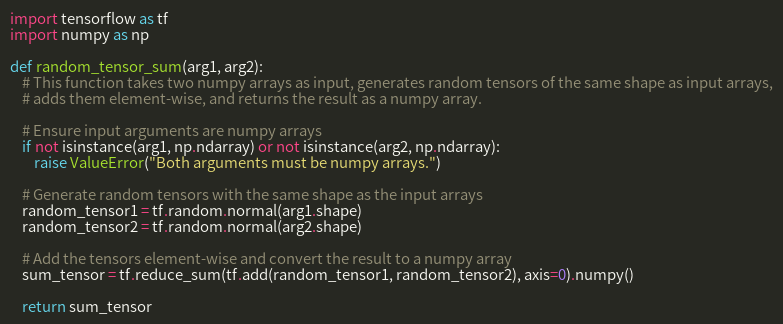 import tensorflow as tf
import numpy as np
def random_tensor_sum(arg1, arg2):
# This function takes two numpy arrays as input, generates random tensors of the same shape as input arrays,
# adds them element-wise, and returns the result as a numpy array.
# Ensure input arguments are numpy arrays
if not isinstance(arg1, np.ndarray) or not isinstance(arg2, np.ndarray):
raise ValueError("Both arguments must be numpy arrays.")
# Generate random tensors with the same shape as the input arrays
random_tensor1 = tf.random.normal(arg1.shape)
random_tensor2 = tf.random.normal(arg2.shape)
# Add the tensors element-wise and convert the result to a numpy array
sum_tensor = tf.reduce_sum(tf.add(random_tensor1, random_tensor2), axis=0).numpy()
return sum_tensor